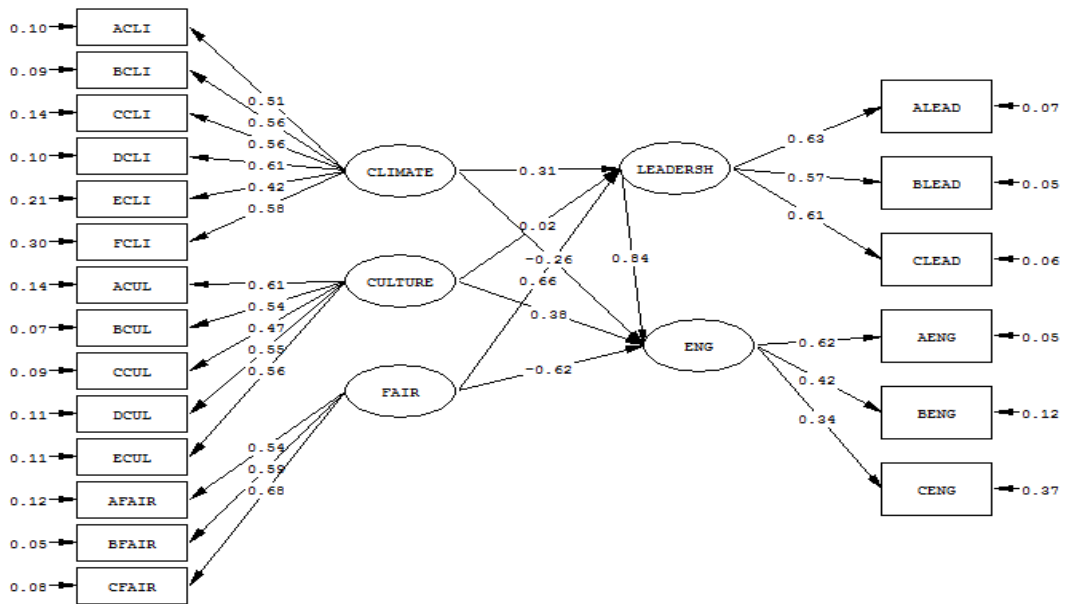 0.10 ACLI
0.09 BCLI
0.14 CCLI
0.10 DCLI
0.21 ECLI
0.30 FCLI
0.14 ACUL
0.07 BCUL
0.09 CCUL
0.11 DCUL
0.11 ECUL
0.12 AFAIR
0.05 BFAIR
0.08 CFAIR
0.51
0.56
0.56
0.61
0.42
0.58
0.61
0.54
0.47
0.55
0.56
0.54
0.59
0.68
CLIMATE
CULTURE
FAIR
0.31
0.02
-0.26
0.66
0.38
-0.62
0.84
LEADERSH
ENG
0.63
0.57
0.61
0.62
0.42
0.34
ALEAD 0.07
BLEAD 0.05
CLEAD 0.06
AENG 0.05
BENG 0.12
CENG 0.37